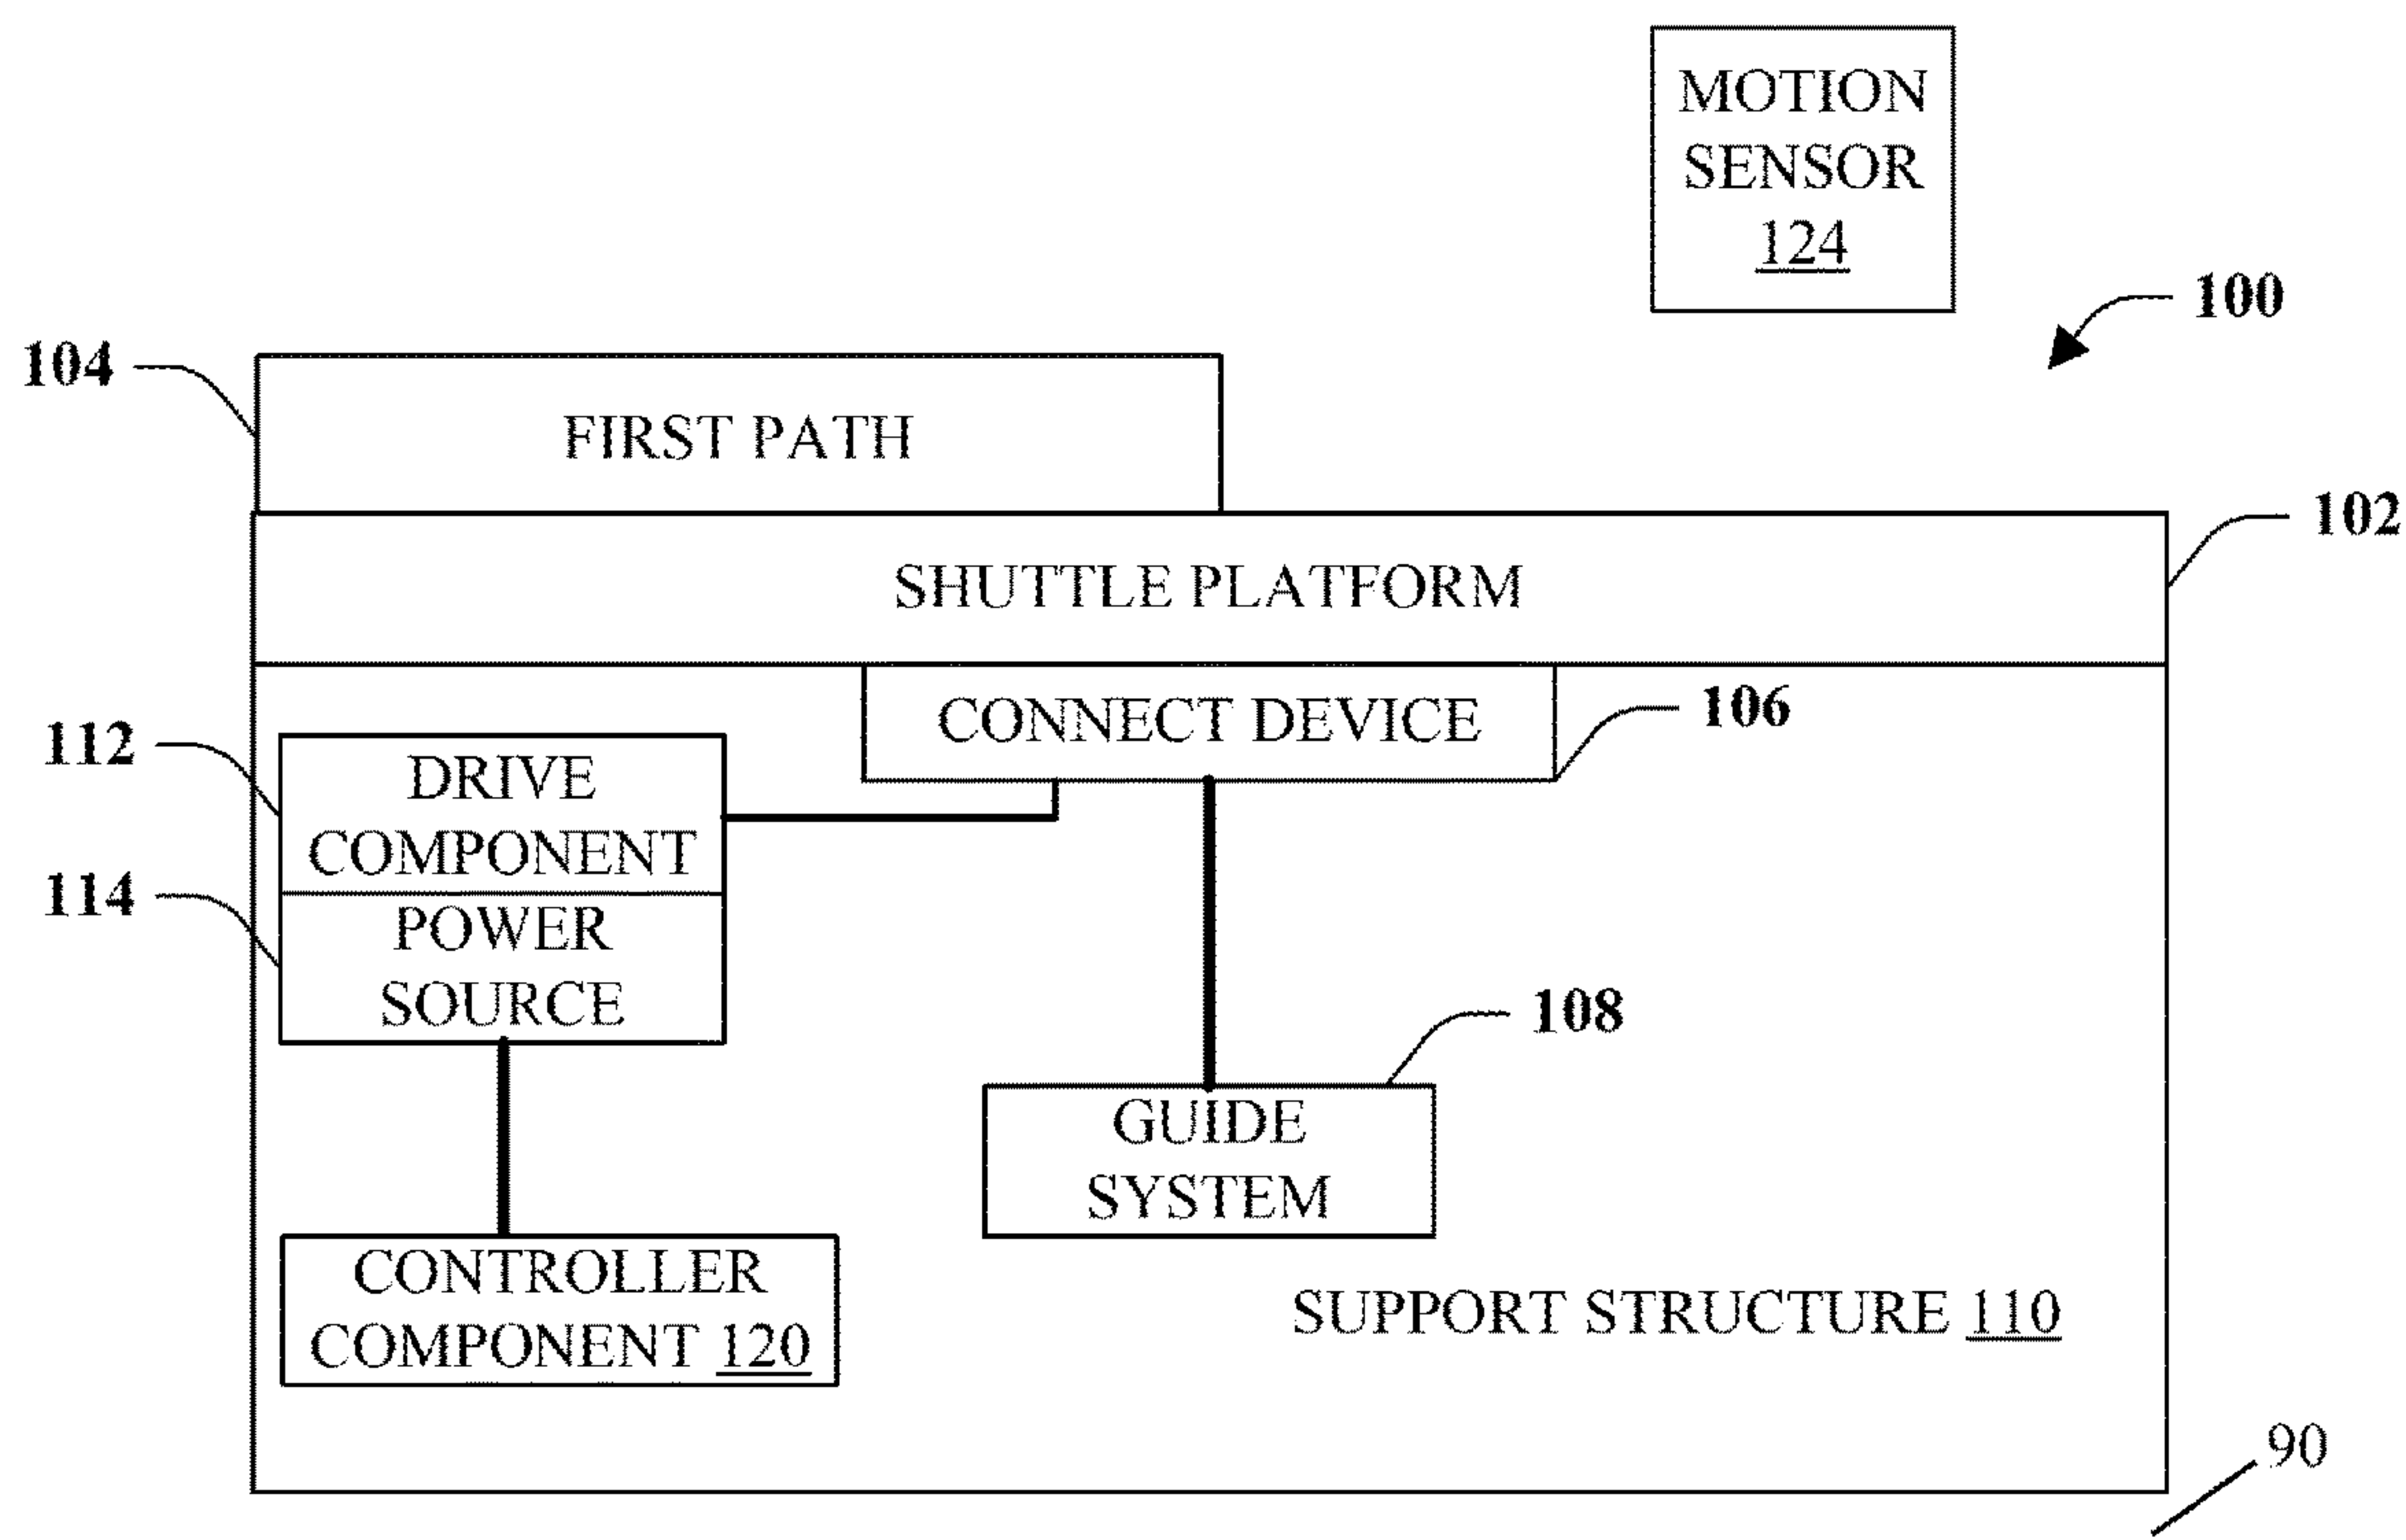 MOTION
SENSOR
124
100
104
FIRST PATH
102
SHUTTLE PLATFORM
CONNECT DEVICE
106
112
DRIVE
COMPONENT
114
POWER
SOURCE
108
GUIDE
SYSTEM
CONTROLLER
COMPONENT 120
SUPPORT STRUCTURE 110
90